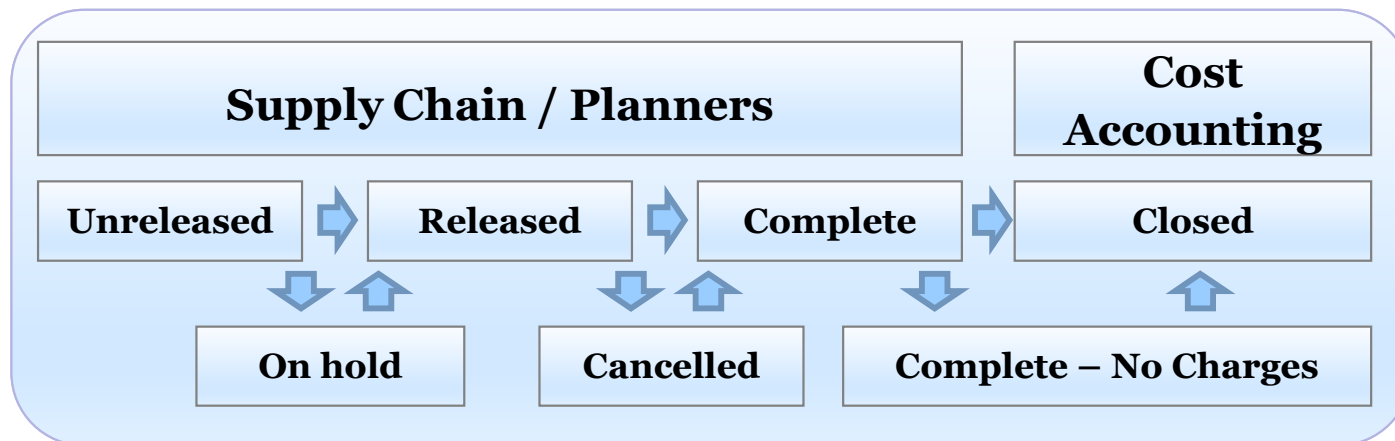 Supply Chain / Planners
Cost
Accounting
Unreleased
Released
Complete
Closed
On hold
Cancelled
Complete – No Charges